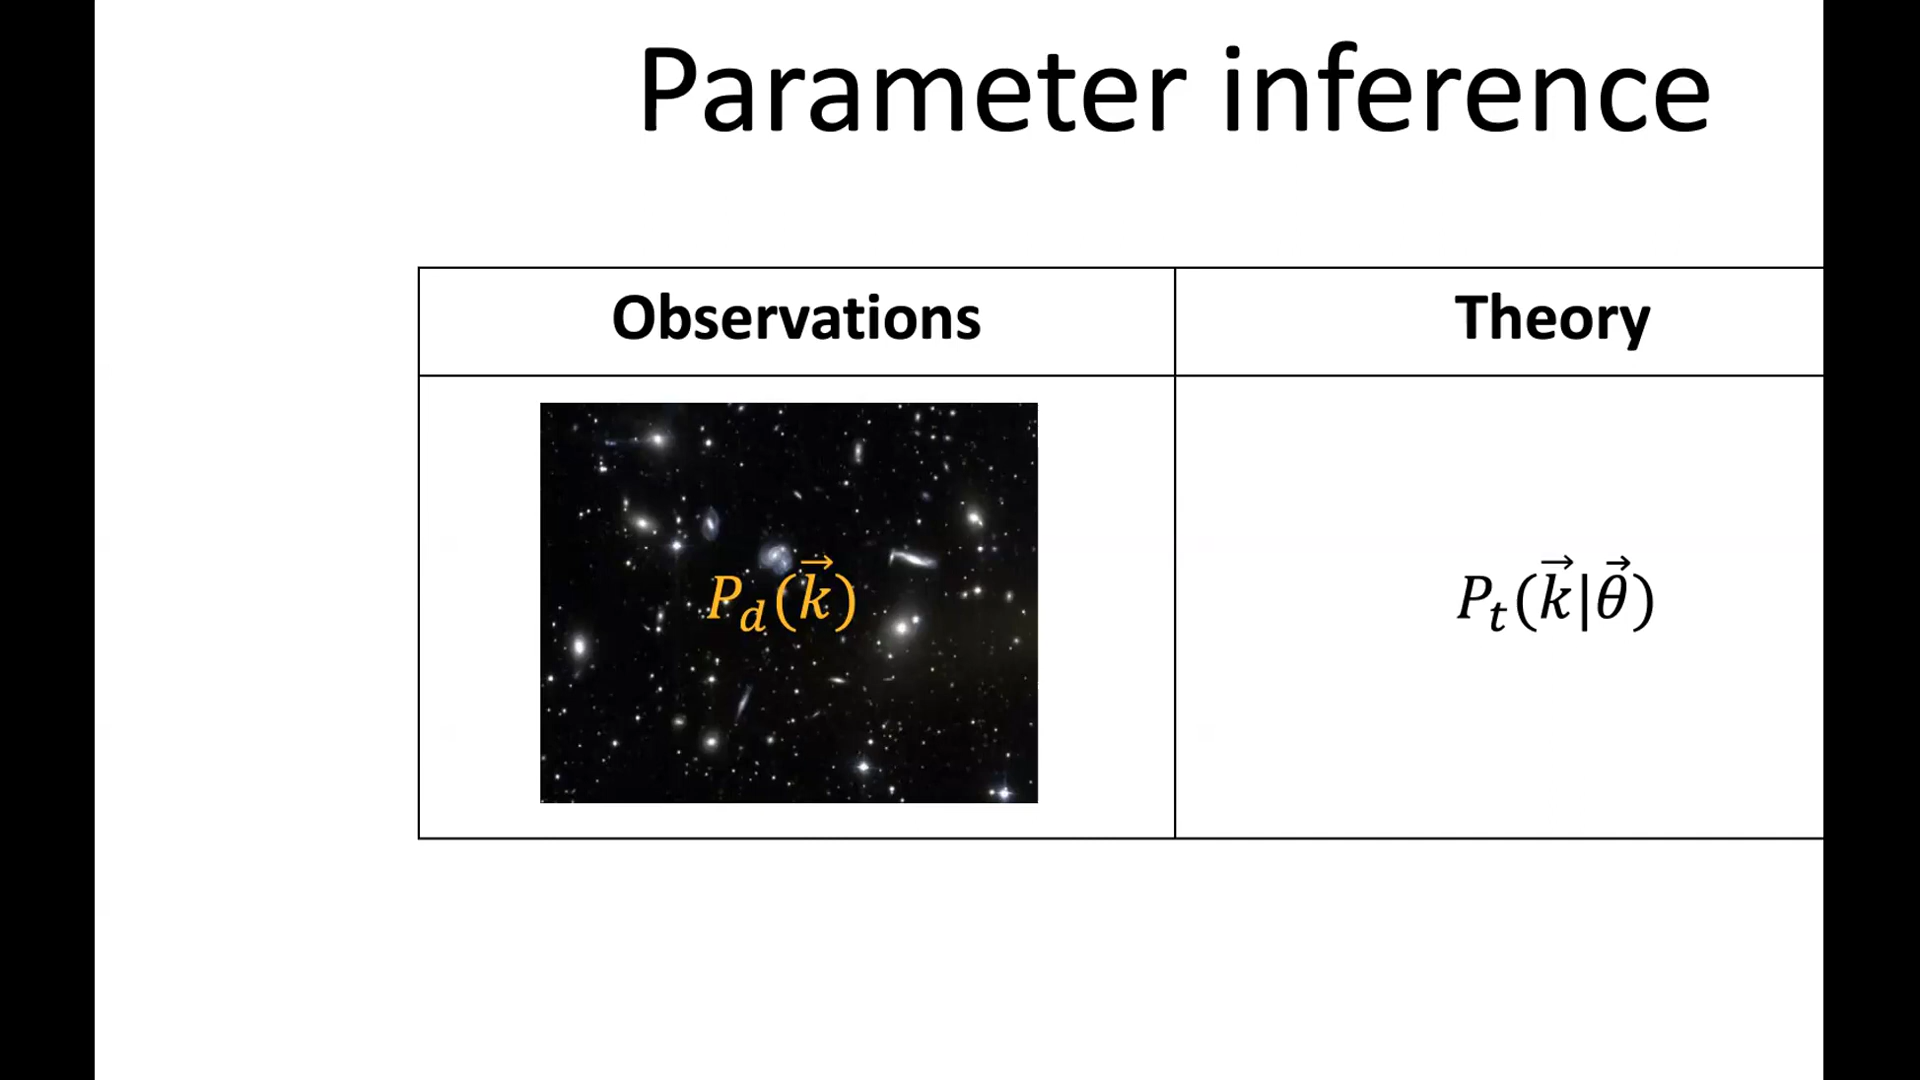 Parameter inference
Observations
Theory
P_d(k⃗)
P_t(k⃗|θ⃗)